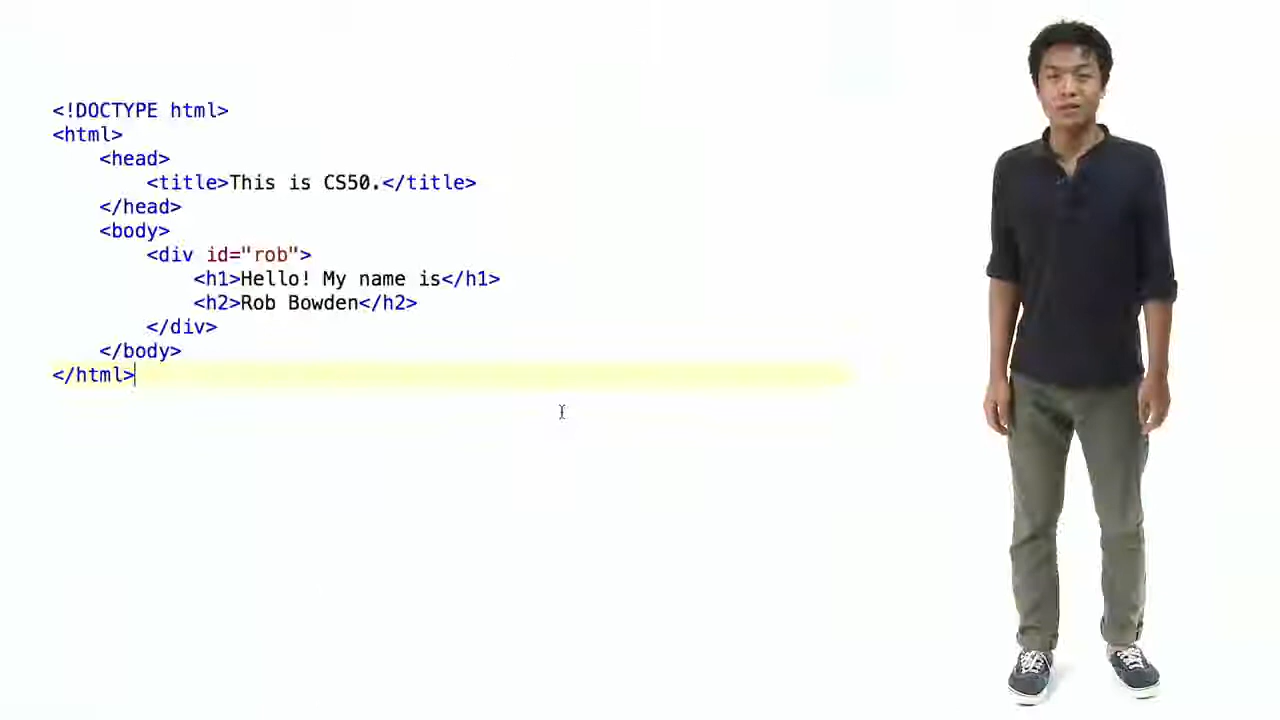 <!DOCTYPE html>
<html>
    <head>
        <title>This is CS50.</title>
    </head>
    <body>
        <div id="rob">
            <h1>Hello! My name is</h1>
            <h2>Rob Bowden</h2>
        </div>
    </body>
</html>